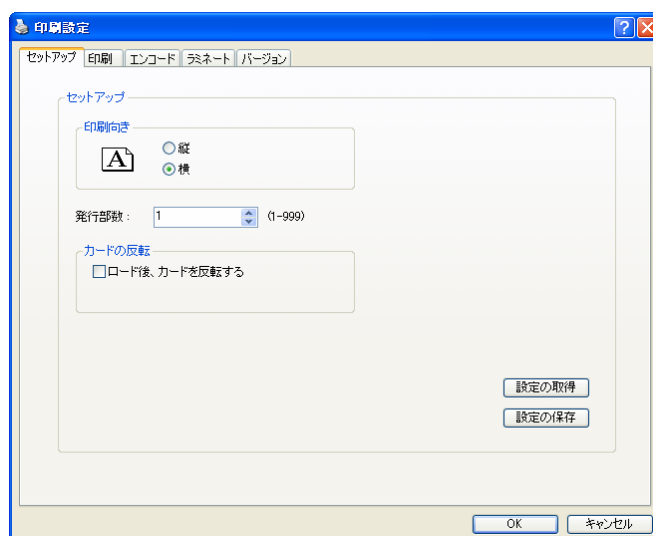 印刷設定
セットアップ 印刷 エンコード ラミネート バージョン
セットアップ
印刷向き
A
縦
横
発行部数： 1 (1-999)
カードの反転
ロード後、カードを反転する
設定の取得
設定の保存
OK キャンセル